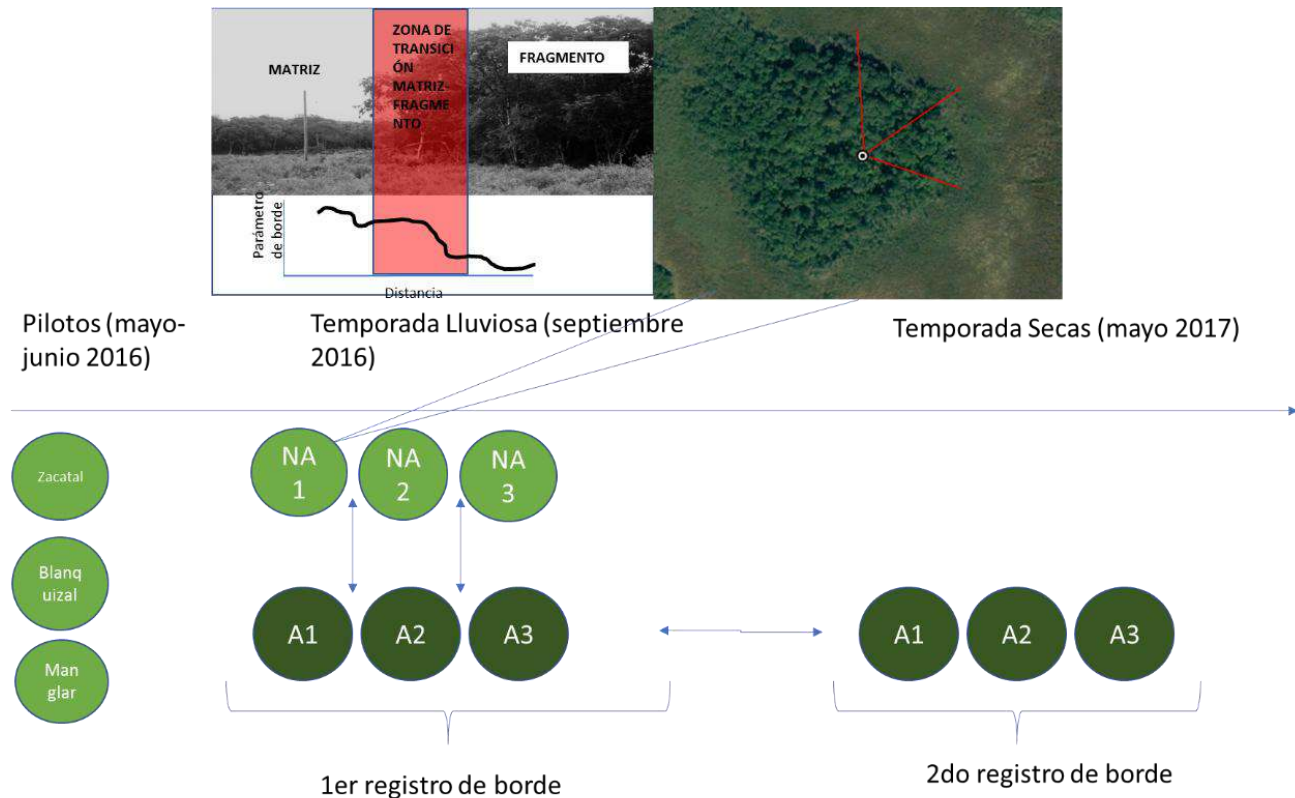 MATRIZ
ZONA DE
TRANSICI
ÓN
MATRIZ-
FRAGME
NTO
FRAGMENTO
Parámetro
de borde
Distancia
Pilotos (mayo-
junio 2016)
Temporada Lluviosa (septiembre
2016)
Temporada Secas (mayo 2017)
Zacatal
NA
1
NA
2
NA
3
Blanq
uizal
Man
glar
A1
A2
A3
A1
A2
A3
1er registro de borde
2do registro de borde